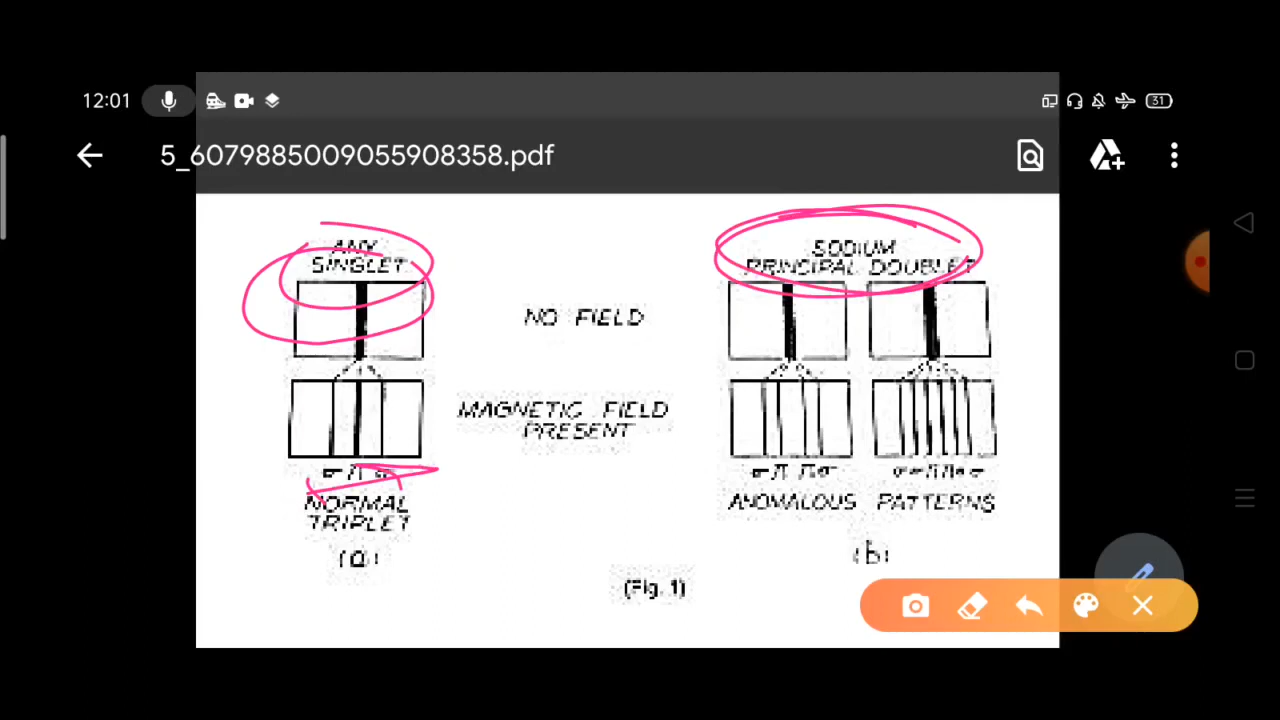 12:01
31
5_6079885009055908358.pdf
ANY
SINGLET
SODIUM
PRINCIPAL DOUBLET
NO FIELD
MAGNETIC FIELD
PRESENT
σ π σ
σ π π σ
σ σ π π σ σ
NORMAL
TRIPLET
ANOMALOUS PATTERNS
(a)
(b)
(Fig. 1)